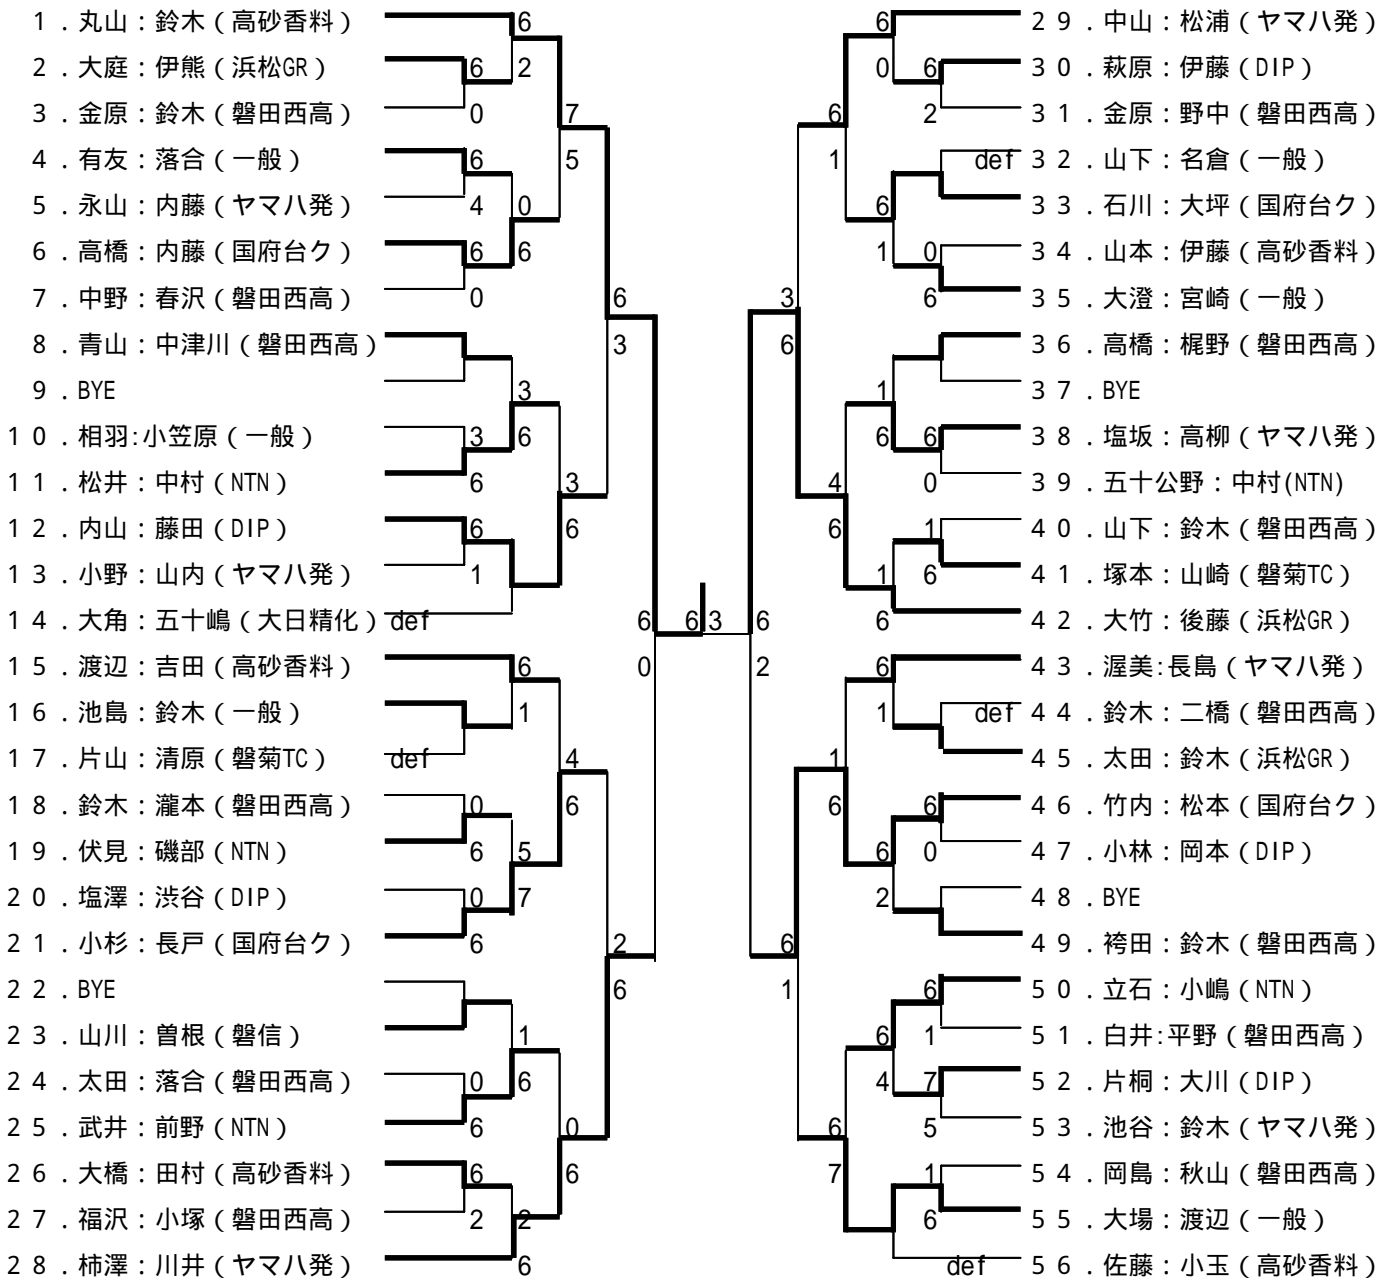 1．丸山：鈴木（高砂香料） 6
2．大庭：伊熊（浜松GR） 6 2
3．金原：鈴木（磐田西高） 0 7
4．有友：落合（一般） 6 5
5．永山：内藤（ヤマハ発） 4 0
6．高橋：内藤（国府台ク） 6 6
7．中野：春沢（磐田西高） 0 6
8．青山：中津川（磐田西高） 3
9．BYE 3
10．相羽:小笠原（一般） 3 6
11．松井：中村（NTN） 6 3
12．内山：藤田（DIP） 6 6
13．小野：山内（ヤマハ発） 1
14．大角：五十嶋（大日精化） def 6 6 3
15．渡辺：吉田（高砂香料） 6 0
16．池島：鈴木（一般） 1
17．片山：清原（磐菊TC） def 4
18．鈴木：瀧本（磐田西高） 0 6
19．伏見：磯部（NTN） 6 5
20．塩澤：渋谷（DIP） 0 7
21．小杉：長戸（国府台ク） 6 2
22．BYE 6
23．山川：曽根（磐信） 1
24．太田：落合（磐田西高） 0 6
25．武井：前野（NTN） 6 0
26．大橋：田村（高砂香料） 6 6
27．福沢：小塚（磐田西高） 2 2
28．柿澤：川井（ヤマハ発） 6
6 29．中山：松浦（ヤマハ発）
0 6 30．萩原：伊藤（DIP）
6 2 31．金原：野中（磐田西高）
1 def 32．山下：名倉（一般）
6 33．石川：大坪（国府台ク）
1 0 34．山本：伊藤（高砂香料）
3 6 35．大澄：宮崎（一般）
6 36．高橋：梶野（磐田西高）
1 37．BYE
6 6 38．塩坂：高柳（ヤマハ発）
4 0 39．五十公野：中村(NTN)
6 1 40．山下：鈴木（磐田西高）
1 6 41．塚本：山崎（磐菊TC）
6 6 42．大竹：後藤（浜松GR）
2 6 43．渥美:長島（ヤマハ発）
1 def 44．鈴木：二橋（磐田西高）
1 45．太田：鈴木（浜松GR）
6 6 46．竹内：松本（国府台ク）
6 0 47．小林：岡本（DIP）
2 48．BYE
6 49．袴田：鈴木（磐田西高）
1 6 50．立石：小嶋（NTN）
6 1 51．白井:平野（磐田西高）
4 7 52．片桐：大川（DIP）
6 5 53．池谷：鈴木（ヤマハ発）
7 1 54．岡島：秋山（磐田西高）
6 55．大場：渡辺（一般）
def 56．佐藤：小玉（高砂香料）